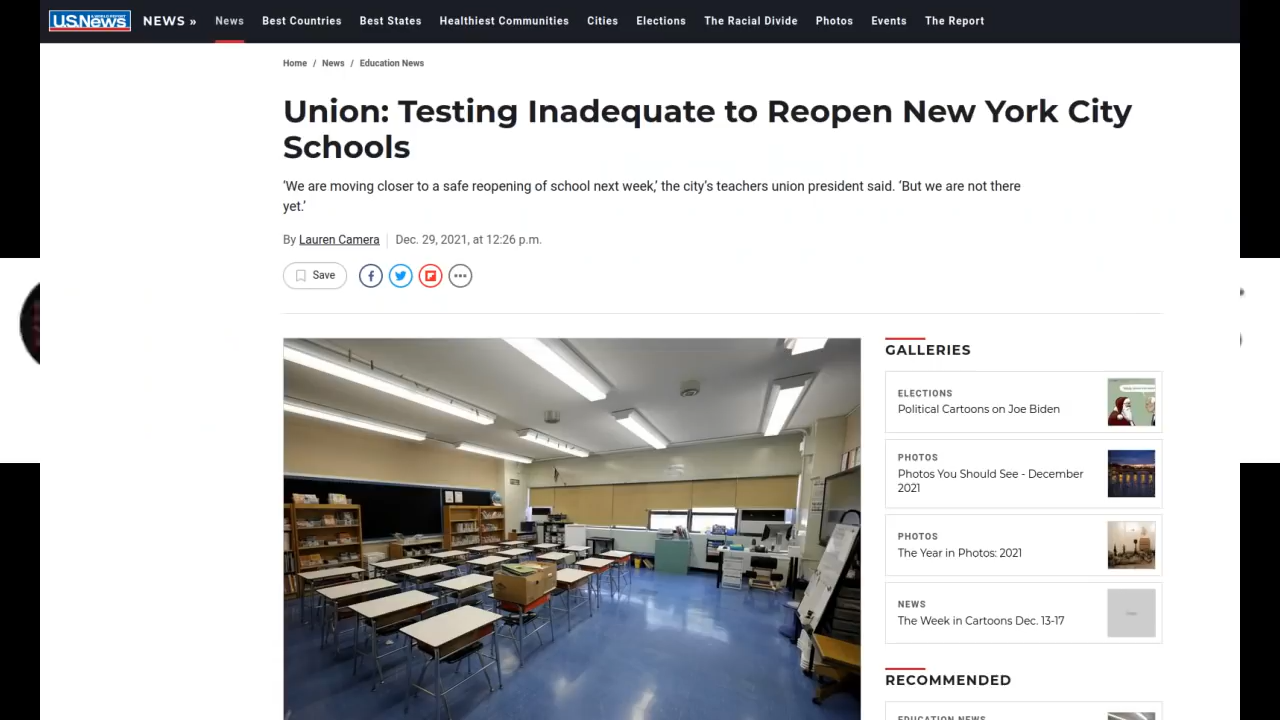 U.S.News NEWS » News Best Countries Best States Healthiest Communities Cities Elections The Racial Divide Photos Events The Report
Home / News / Education News
Union: Testing Inadequate to Reopen New York City
Schools
‘We are moving closer to a safe reopening of school next week,’ the city’s teachers union president said. ‘But we are not there
yet.’
By Lauren Camera Dec. 29, 2021, at 12:26 p.m.
Save
GALLERIES
ELECTIONS
Political Cartoons on Joe Biden
PHOTOS
Photos You Should See - December
2021
PHOTOS
The Year in Photos: 2021
NEWS
The Week in Cartoons Dec. 13-17
RECOMMENDED
EDUCATION NEWS